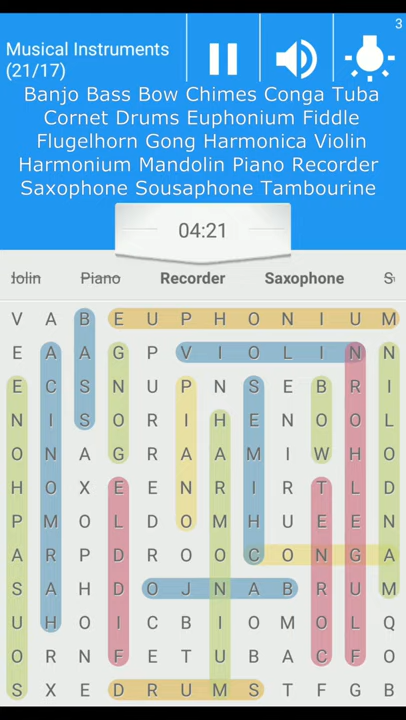 3
Musical Instruments
(21/17)
Banjo Bass Bow Chimes Conga Tuba
Cornet Drums Euphonium Fiddle
Flugelhorn Gong Harmonica Violin
Harmonium Mandolin Piano Recorder
Saxophone Sousaphone Tambourine
04:21
Piano Recorder Saxophone
V A B E U P H O N I U M
E A A G P V I O L I N N
E C S N U P N S E B R I
N I S O R I H E N O O L
O N A G R A A M I W H O
H O X E E N R I R T L D
P M O L D O M H U E E N
A R P D R O O C O N G A
S A H D O J N A B R U M
U H O I C B I O M O L Q
O R N F E T U B A C F O
S X E D R U M S T F G B